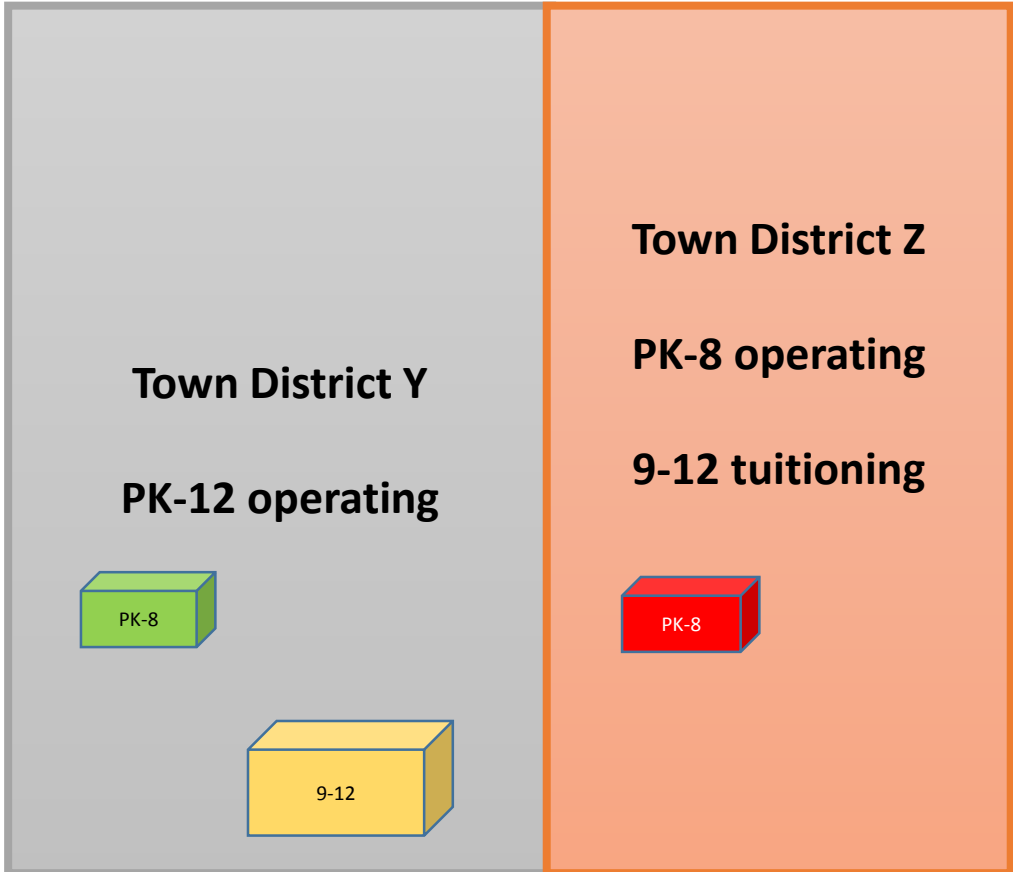 Town District Y
PK-12 operating
PK-8
9-12
Town District Z
PK-8 operating
9-12 tuitioning
PK-8